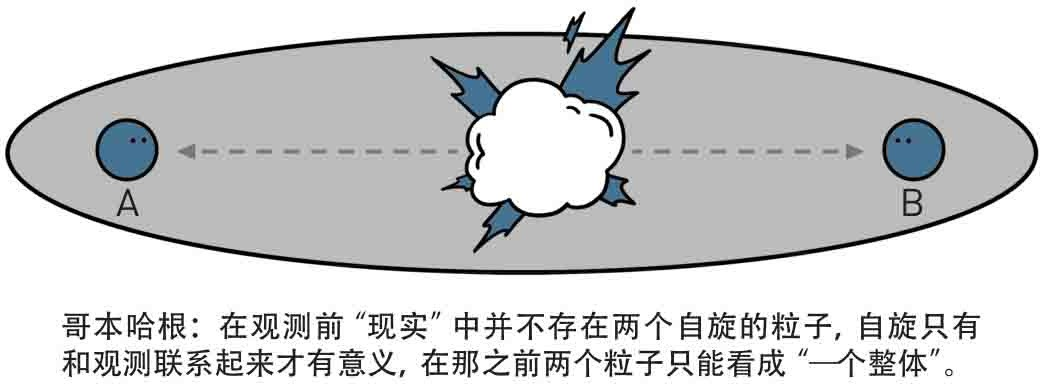 A
B
哥本哈根：在观测前“现实”中并不存在两个自旋的粒子，自旋只有
和观测联系起来才有意义，在那之前两个粒子只能看成“一个整体”。